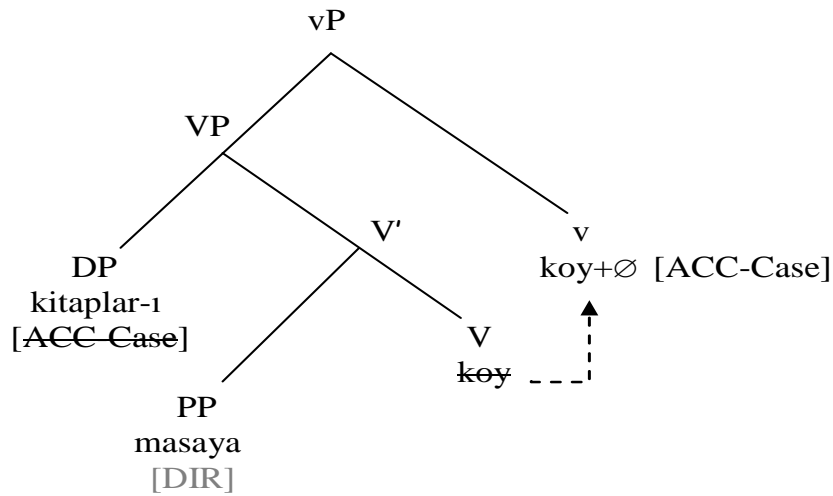 vP
VP
V'
v
DP
koy+∅ [ACC-Case]
kitaplar-ı
[ACC-Case]
V
koy
PP
masaya
[DIR]